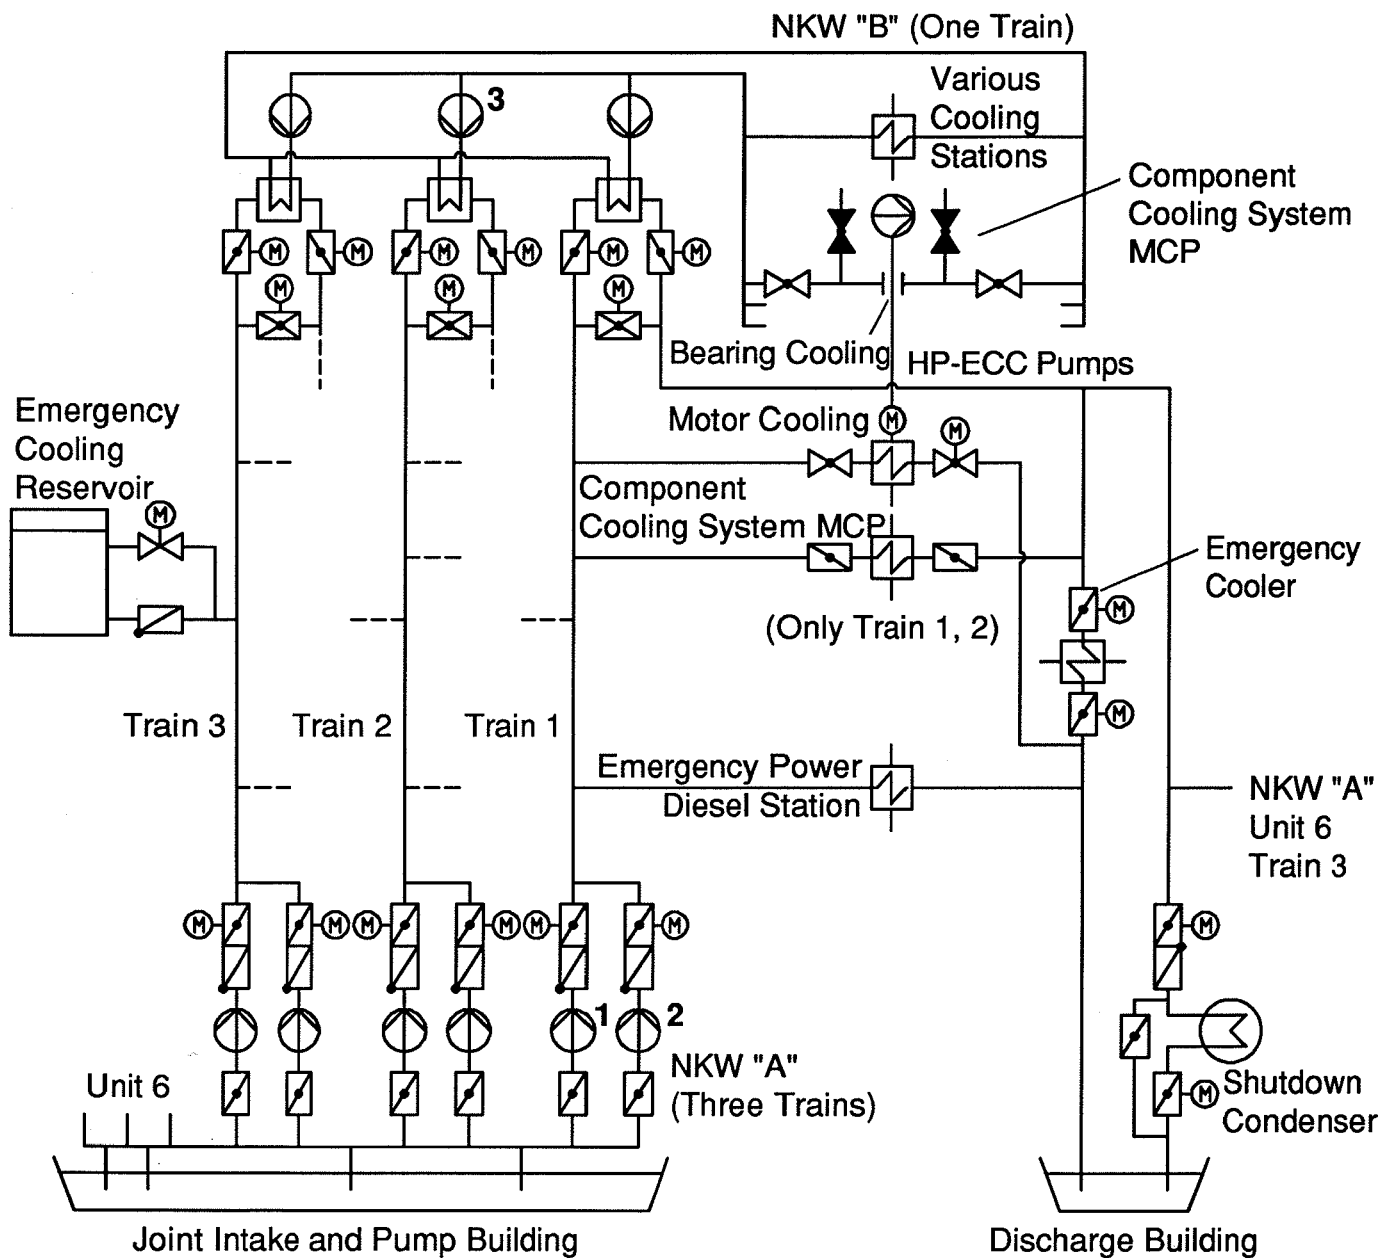 NKW "B" (One Train)
Various
Cooling
Stations
3
Component
Cooling System
MCP
M M M M M M
M M M
Bearing Cooling
HP-ECC Pumps
Emergency
Cooling
Reservoir
Motor Cooling
M
M
M
Component
Cooling System MCP
Emergency
Cooler
M
(Only Train 1, 2)
M
Train 3
Train 2
Train 1
Emergency Power
Diesel Station
NKW "A"
Unit 6
Train 3
M M M M M M M
1
2
Unit 6
NKW "A"
(Three Trains)
M
Shutdown
Condenser
Joint Intake and Pump Building
Discharge Building